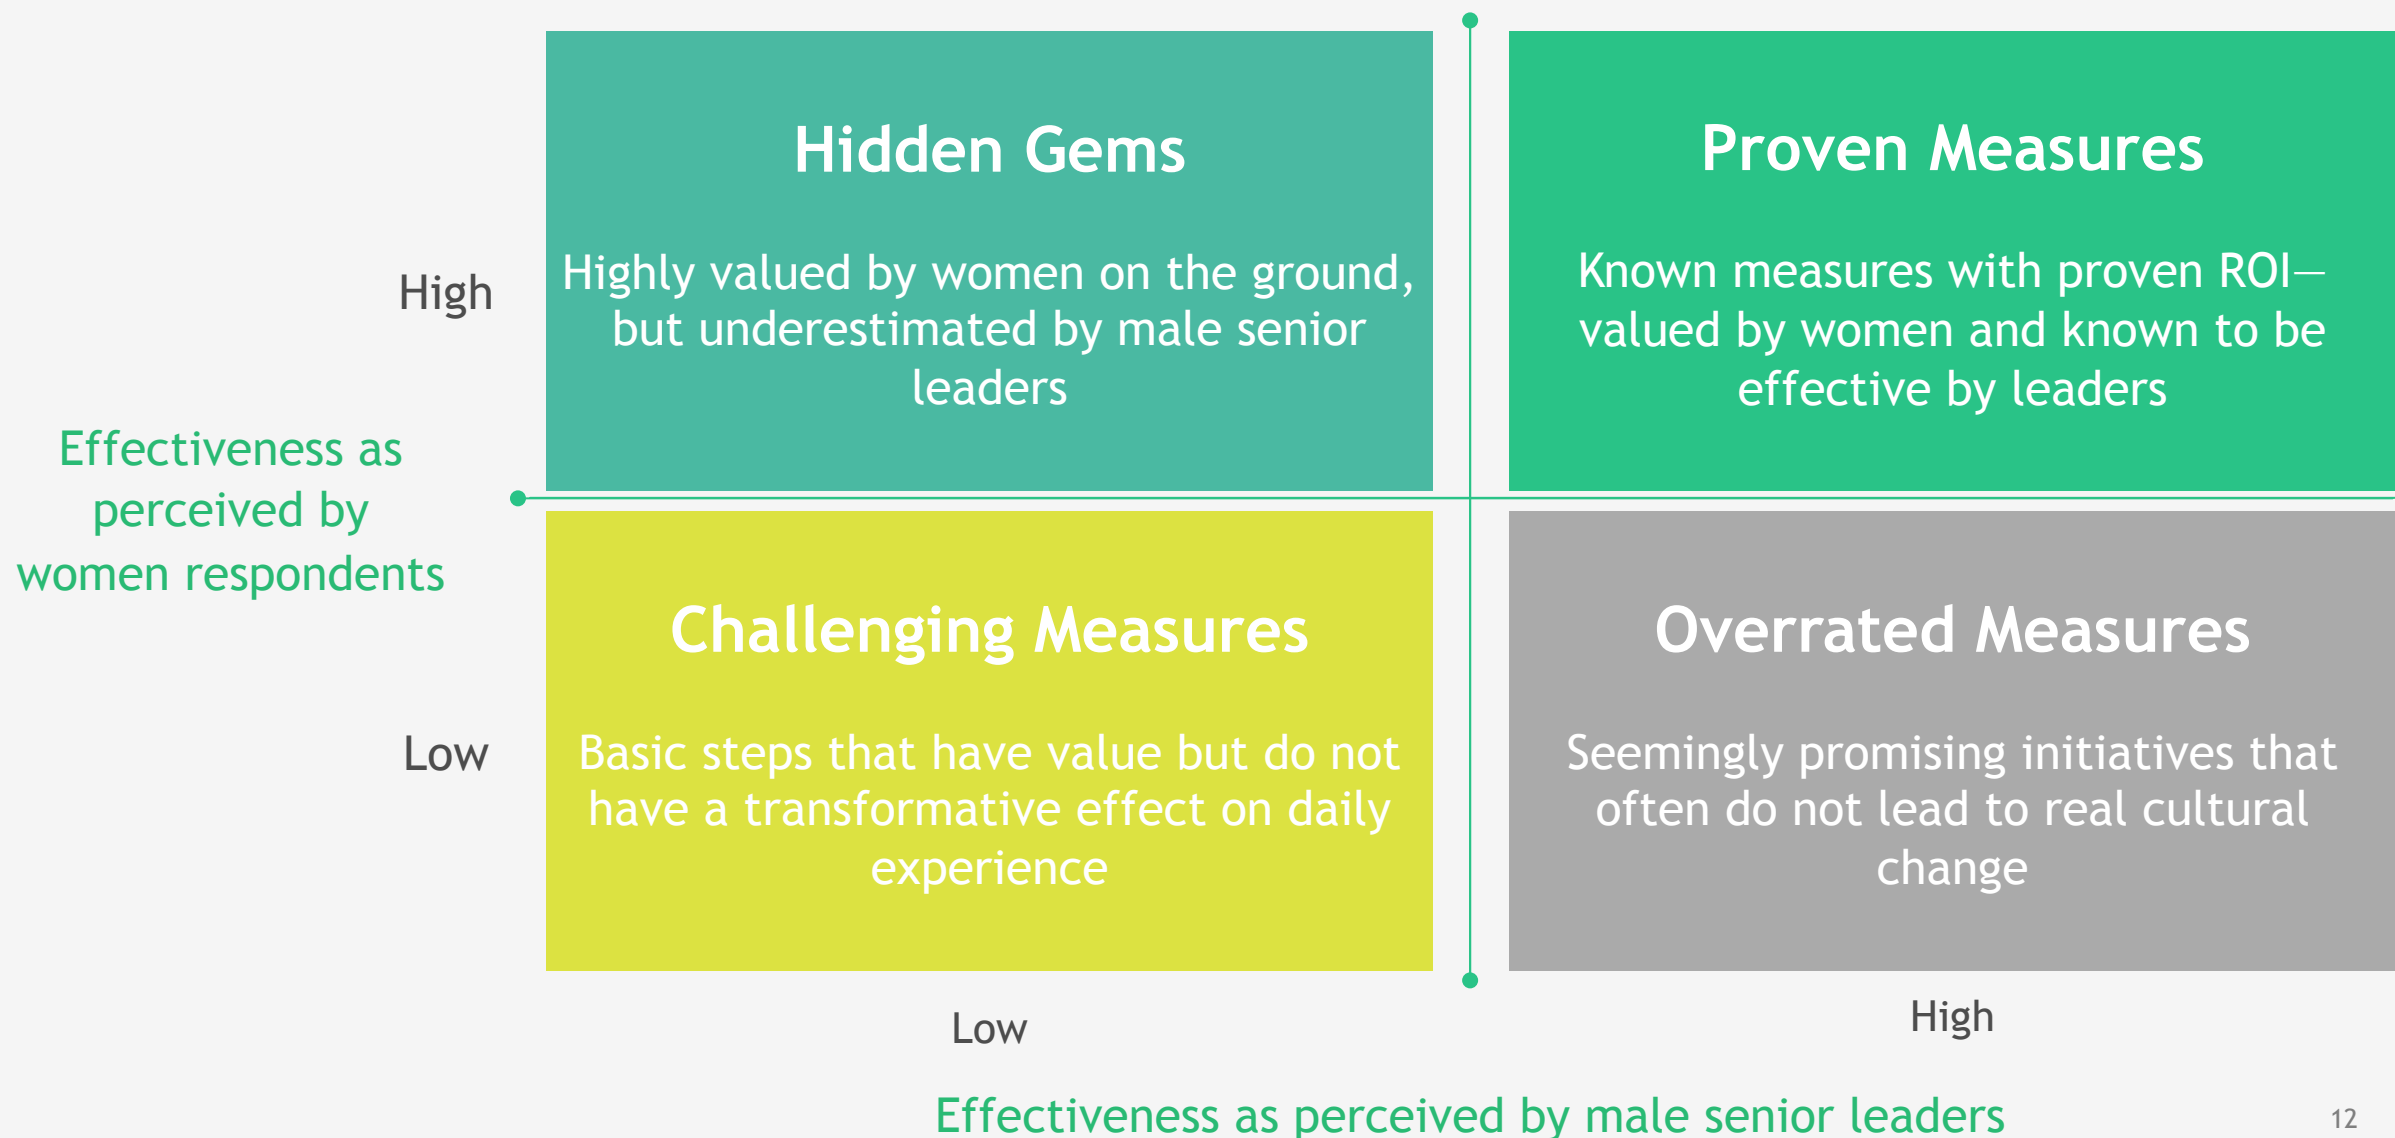 Hidden Gems
Highly valued by women on the ground,
but underestimated by male senior
leaders
Proven Measures
Known measures with proven ROI—
valued by women and known to be
effective by leaders
High
Effectiveness as
perceived by
women respondents
Challenging Measures
Basic steps that have value but do not
have a transformative effect on daily
experience
Overrated Measures
Seemingly promising initiatives that
often do not lead to real cultural
change
Low
Low
High
Effectiveness as perceived by male senior leaders
12